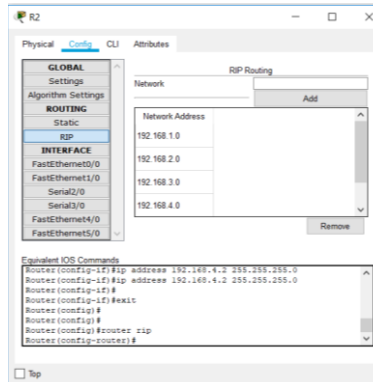 R2
Physical Config CLI Attributes
GLOBAL
Settings
Algorithm Settings
ROUTING
Static
RIP
INTERFACE
FastEthernet0/0
FastEthernet1/0
Serial2/0
Serial3/0
FastEthernet4/0
FastEthernet5/0
RIP Routing
Network
Add
Network Address
192.168.1.0
192.168.2.0
192.168.3.0
192.168.4.0
Remove
Equivalent IOS Commands
Router(config-if)#ip address 192.168.4.2 255.255.255.0
Router(config-if)#ip address 192.168.4.2 255.255.255.0
Router(config-if)#
Router(config-if)#exit
Router(config)#
Router(config)#
Router(config)#router rip
Router(config-router)#
Top